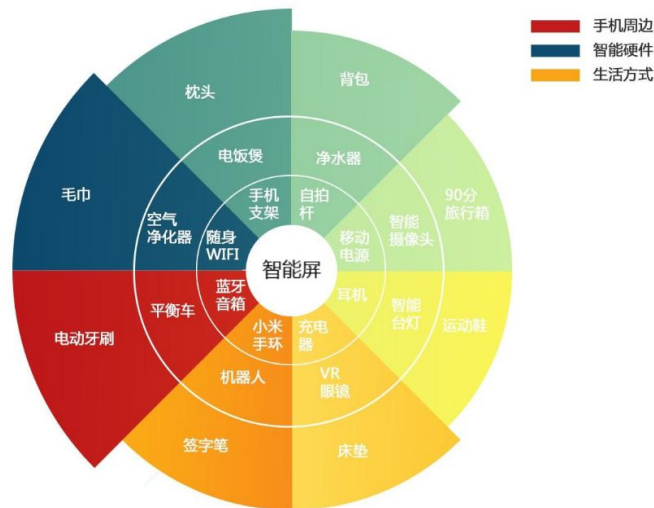 手机周边
智能硬件
生活方式
枕头
背包
电饭煲
净水器
毛巾
90分
旅行箱
手机
支架
自拍
杆
空气
净化器
随身
WIFI
移动
电源
智能
摄像头
智能屏
电动牙刷
平衡车
蓝牙
音箱
耳机
智能
台灯
运动鞋
小米
手环
充电
器
机器人
VR
眼镜
签字笔
床垫